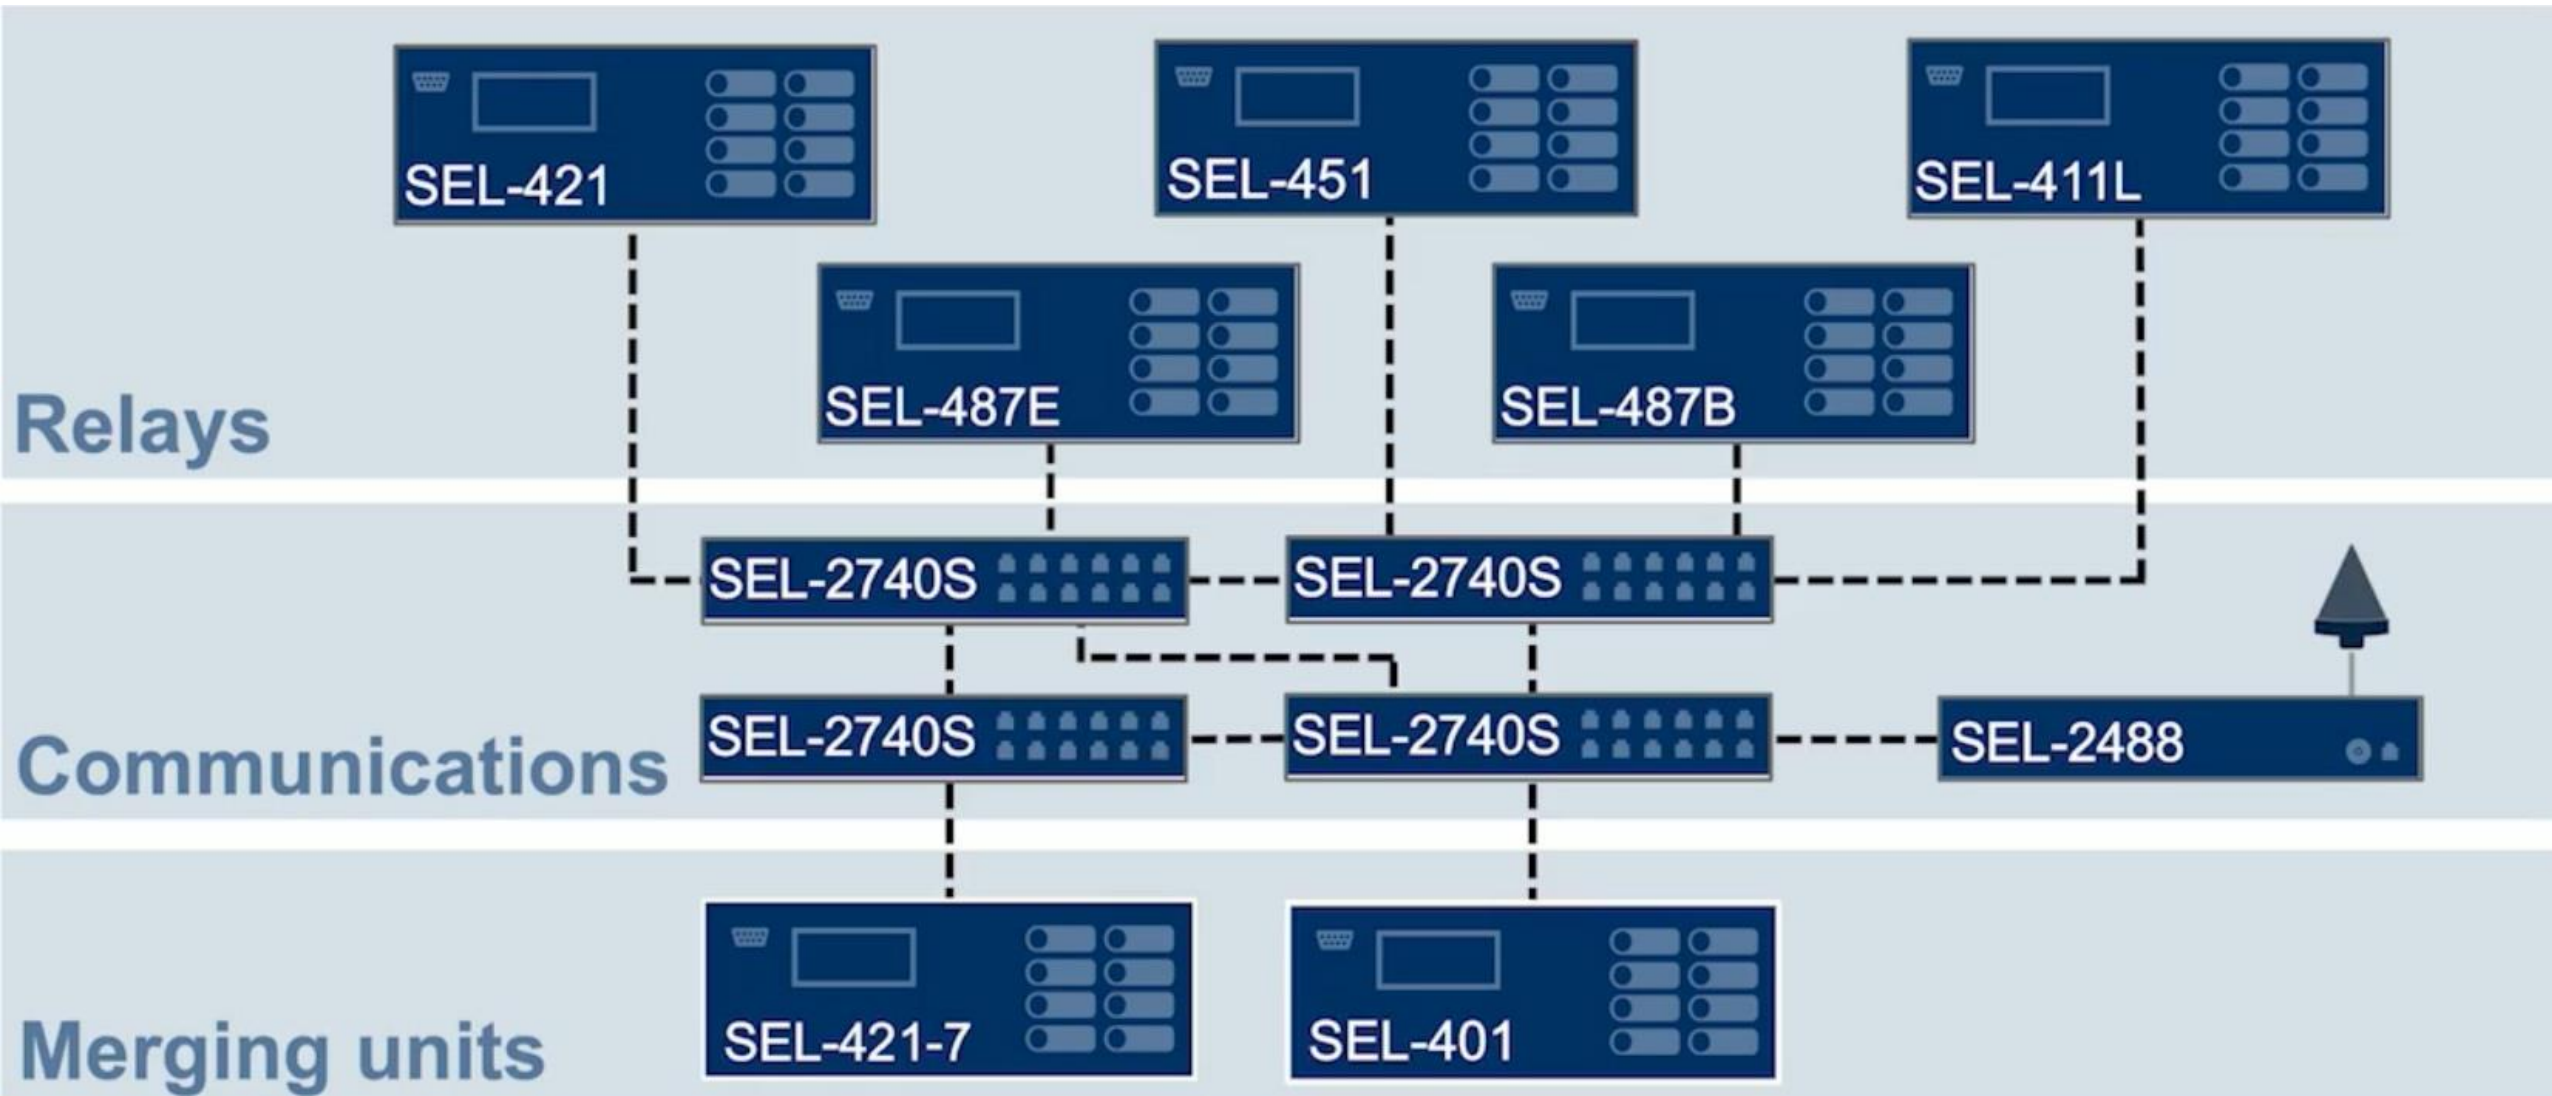 SEL-421
SEL-451
SEL-411L
SEL-487E
SEL-487B
Relays
SEL-2740S
SEL-2740S
SEL-2740S
SEL-2740S
SEL-2488
Communications
SEL-421-7
SEL-401
Merging units